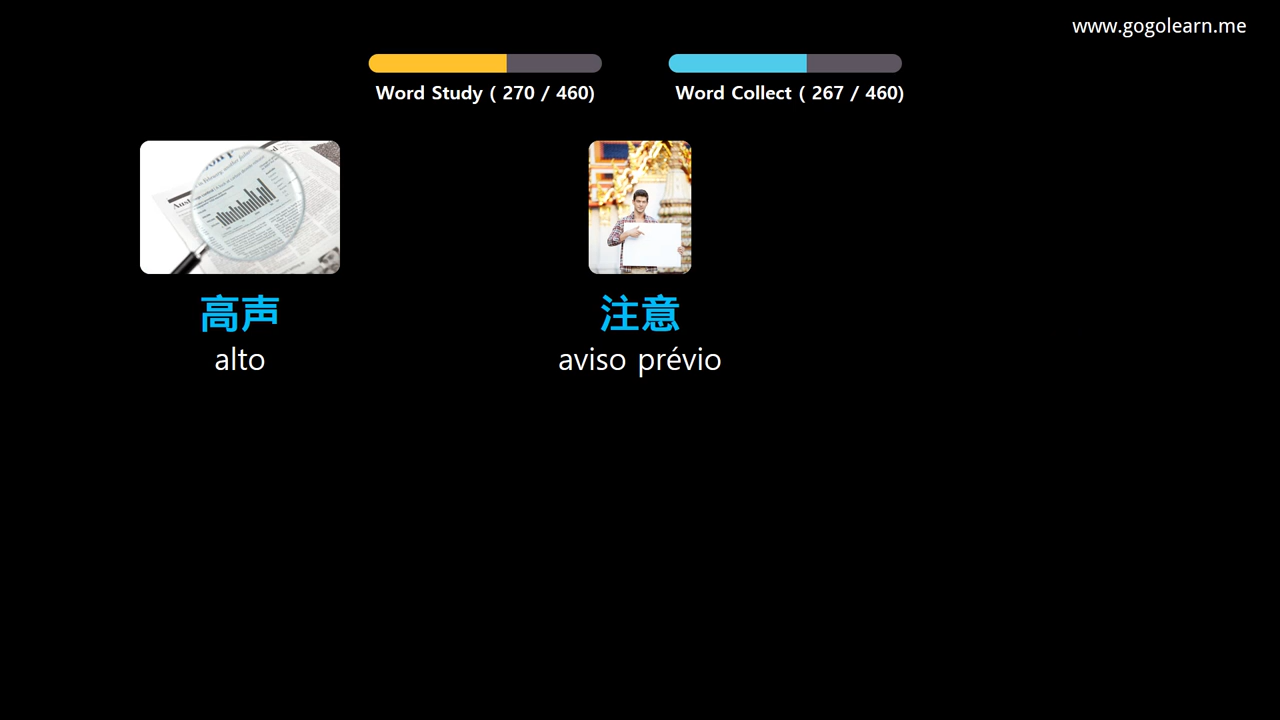 www.gogolearn.me
Word Study ( 270 / 460)
Word Collect ( 267 / 460)
高声
alto
注意
aviso prévio